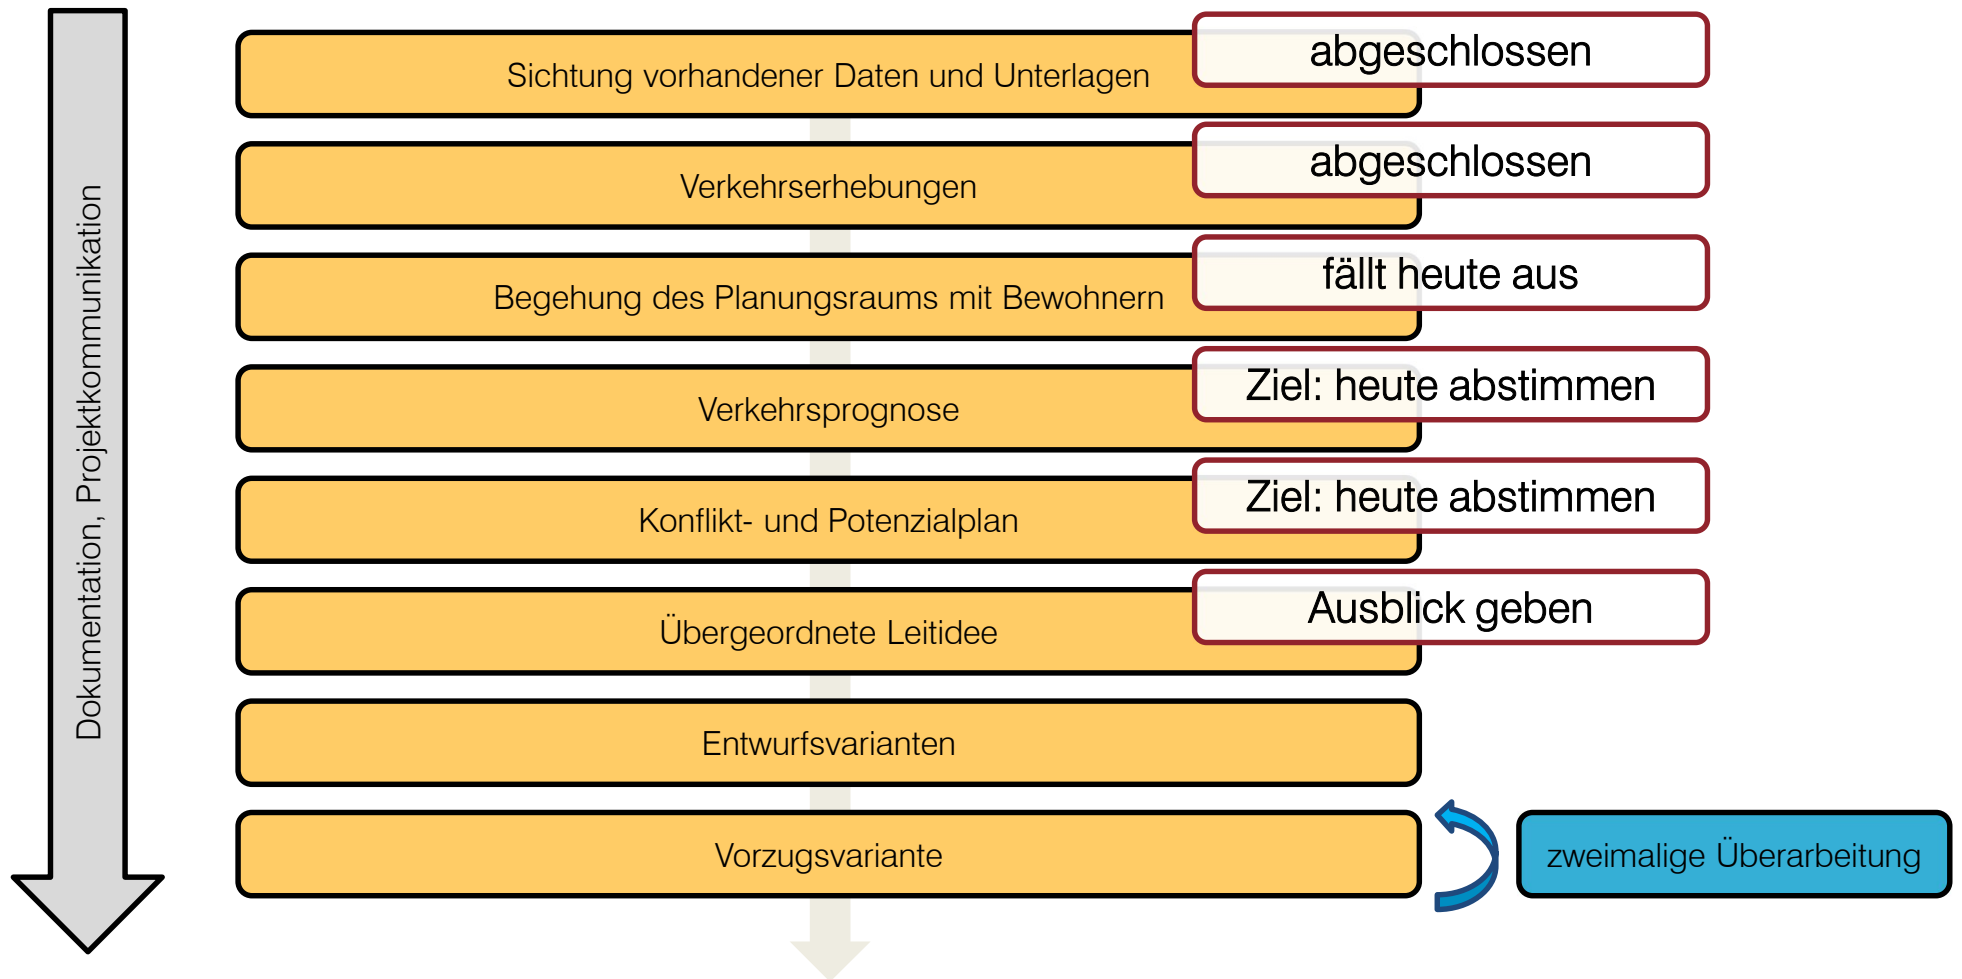 Dokumentation, Projektkommunikation
Sichtung vorhandener Daten und Unterlagen
abgeschlossen
Verkehrserhebungen
abgeschlossen
Begehung des Planungsraums mit Bewohnern
fällt heute aus
Verkehrsprognose
Ziel: heute abstimmen
Konflikt- und Potenzialplan
Ziel: heute abstimmen
Übergeordnete Leitidee
Ausblick geben
Entwurfsvarianten
Vorzugsvariante
zweimalige Überarbeitung